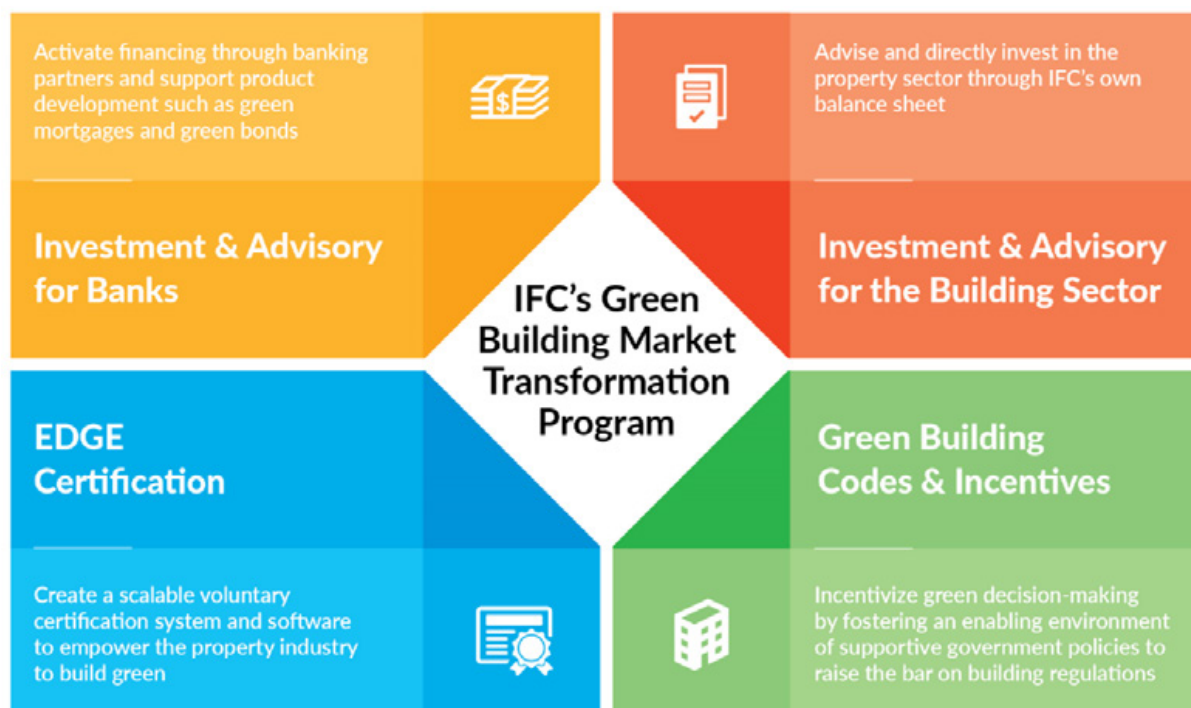 Activate financing through banking
partners and support product
development such as green
mortgages and green bonds
Investment & Advisory
for Banks
Advise and directly invest in the
property sector through IFC's own
balance sheet
Investment & Advisory
for the Building Sector
IFC's Green
Building Market
Transformation
Program
EDGE
Certification
Create a scalable voluntary
certification system and software
to empower the property industry
to build green
Green Building
Codes & Incentives
Incentivize green decision-making
by fostering an enabling environment
of supportive government policies to
raise the bar on building regulations